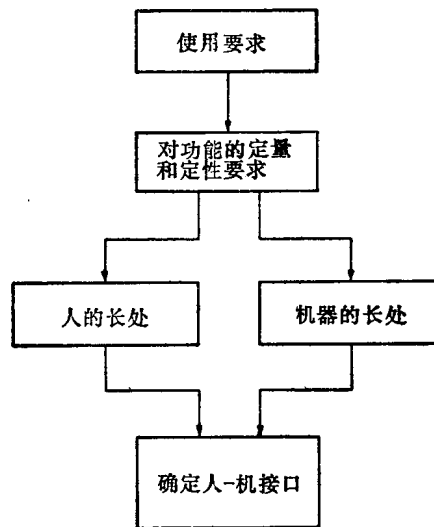 使用要求
对功能的定量
和定性要求
人的长处
机器的长处
确定人-机接口